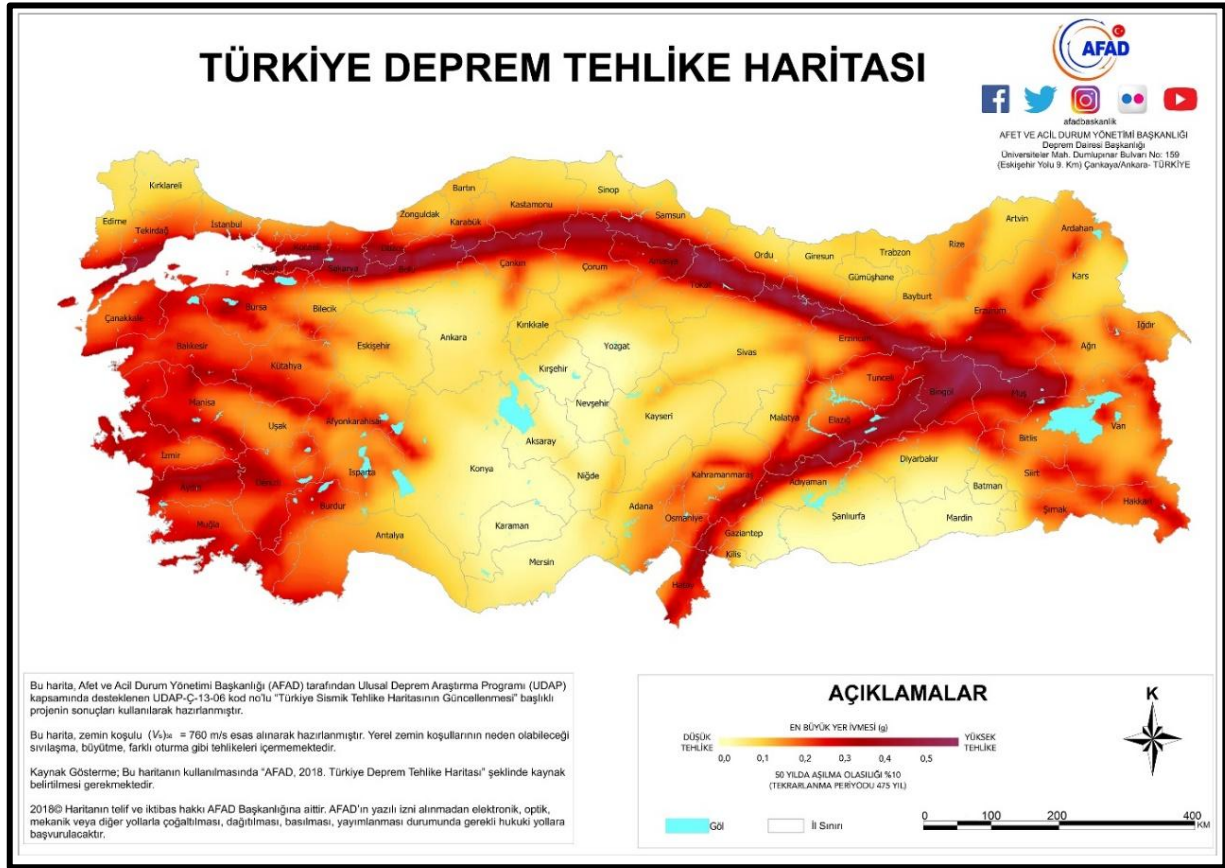 TÜRKİYE DEPREM TEHLİKE HARİTASI
AFAD
afadbaskanlik
AFET VE ACİL DURUM YÖNETİMİ BAŞKANLIĞI
Deprem Dairesi Başkanlığı
Üniversiteler Mah. Dumlupınar Bulvarı No: 159
(Eskişehir Yolu 9. Km) Çankaya/Ankara- TÜRKİYE
Kırklareli
Edirne
Tekirdağ
İstanbul
Zonguldak
Bartın
Karabük
Kastamonu
Sinop
Samsun
Ordu
Giresun
Trabzon
Rize
Artvin
Ardahan
Kars
Gümüşhane
Bayburt
Erzurum
Iğdır
Ağrı
Sakarya
Bolu
Çankırı
Çorum
Amasya
Tokat
Çanakkale
Bursa
Bilecik
Eskişehir
Ankara
Kırıkkale
Yozgat
Sivas
Erzincan
Tunceli
Bingöl
Muş
Balıkesir
Kütahya
Kırşehir
Nevşehir
Kayseri
Malatya
Elazığ
Bitlis
Van
Manisa
Uşak
Afyonkarahisar
Aksaray
Diyarbakır
Siirt
Batman
İzmir
Isparta
Konya
Niğde
Kahramanmaraş
Adıyaman
Hakkari
Aydın
Denizli
Burdur
Adana
Osmaniye
Gaziantep
Şanlıurfa
Mardin
Şırnak
Muğla
Antalya
Karaman
Mersin
Kilis
Hatay
Bu harita, Afet ve Acil Durum Yönetimi Başkanlığı (AFAD) tarafından Ulusal Deprem Araştırma Programı (UDAP)
kapsamında desteklenen UDAP-Ç-13-06 kod no'lu "Türkiye Sismik Tehlike Haritasının Güncellenmesi" başlıklı
projenin sonuçları kullanılarak hazırlanmıştır.
Bu harita, zemin koşulu (Vs)30 = 760 m/s esas alınarak hazırlanmıştır. Yerel zemin koşullarının neden olabileceği
sıvılaşma, büyütme, farklı oturma gibi tehlikeleri içermemektedir.
Kaynak Gösterme; Bu haritanın kullanılmasında "AFAD, 2018. Türkiye Deprem Tehlike Haritası" şeklinde kaynak
belirtilmesi gerekmektedir.
2018© Haritanın telif ve iktibas hakkı AFAD Başkanlığına aittir. AFAD'ın yazılı izni alınmadan elektronik, optik,
mekanik veya diğer yollarla çoğaltılması, dağıtılması, basılması, yayımlanması durumunda gerekli hukuki yollara
başvurulacaktır.
AÇIKLAMALAR
EN BÜYÜK YER İVMESİ (g)
DÜŞÜK TEHLİKE
YÜKSEK TEHLİKE
0,0 0,1 0,2 0,3 0,4 0,5
50 YILDA AŞILMA OLASILIĞI %10
(TEKRARLANMA PERİYODU 475 YIL)
Göl
İl Sınırı
K
0 100 200 400
KM